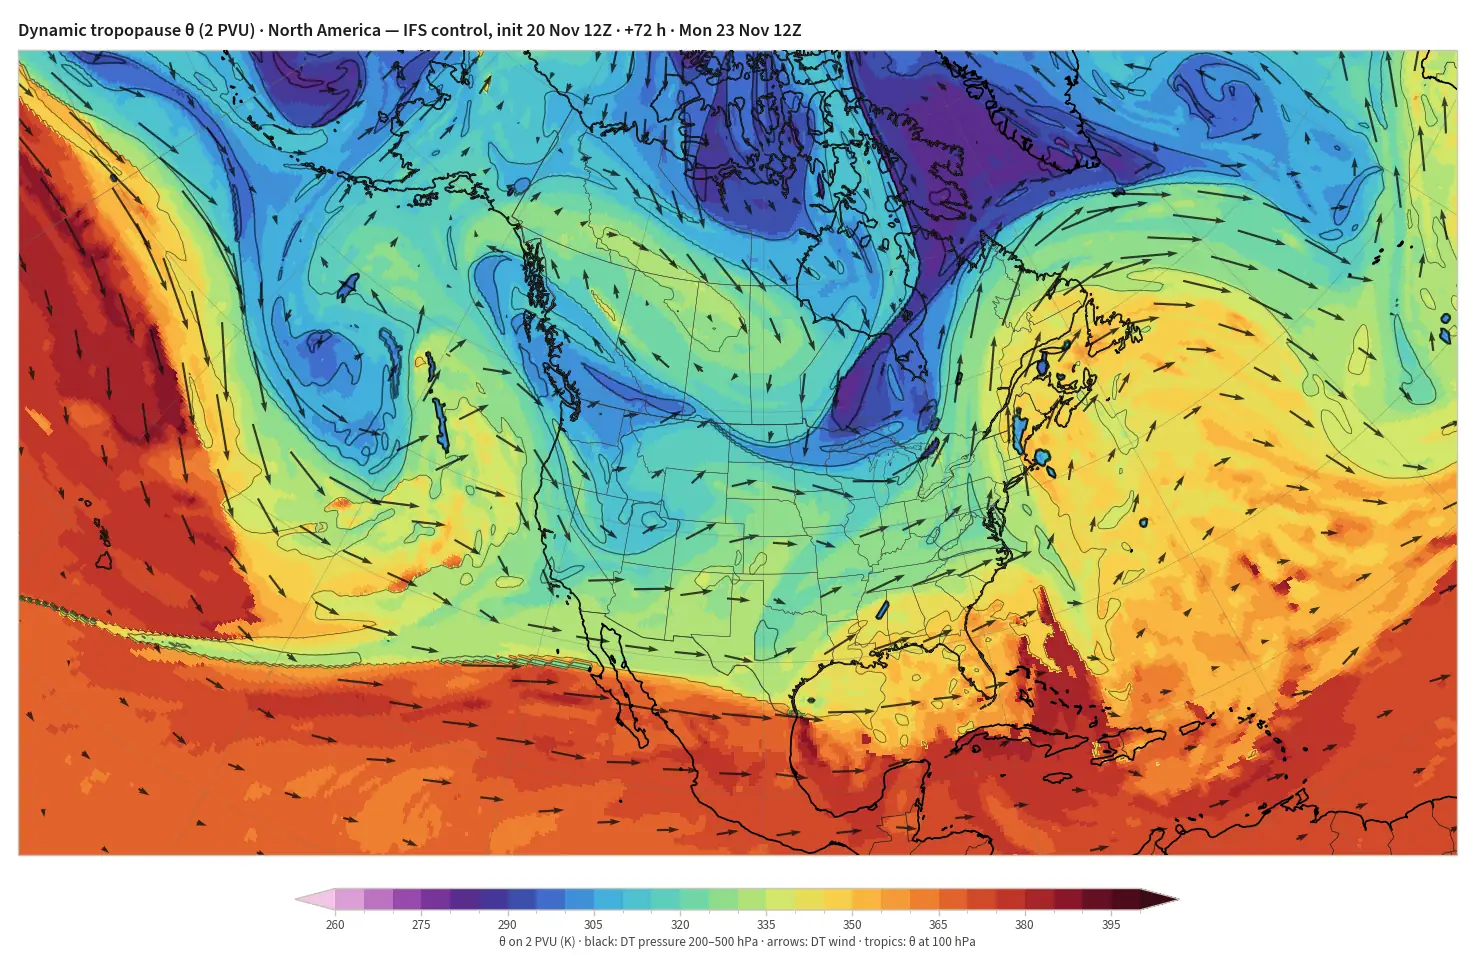 Dynamic tropopause θ (2 PVU) · North America — IFS control, init 20 Nov 12Z · +72 h · Mon 23 Nov 12Z
260 275 290 305 320 335 350 365 380 395
θ on 2 PVU (K) · black: DT pressure 200–500 hPa · arrows: DT wind · tropics: θ at 100 hPa